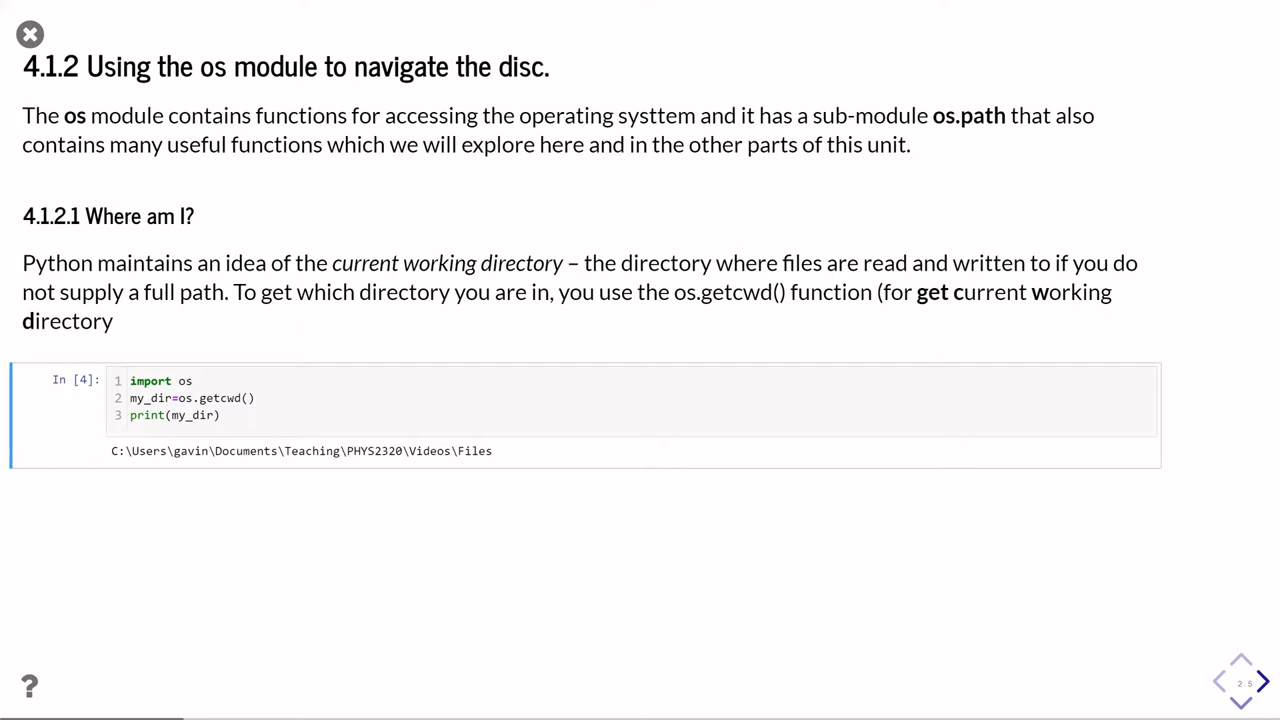 4.1.2 Using the os module to navigate the disc.
The os module contains functions for accessing the operating systtem and it has a sub-module os.path that also
contains many useful functions which we will explore here and in the other parts of this unit.
4.1.2.1 Where am I?
Python maintains an idea of the current working directory – the directory where files are read and written to if you do
not supply a full path. To get which directory you are in, you use the os.getcwd() function (for get current working
directory
In [4]:
1 import os
2 my_dir=os.getcwd()
3 print(my_dir)
C:\Users\gavin\Documents\Teaching\PHYS2320\Videos\Files
?
2.5